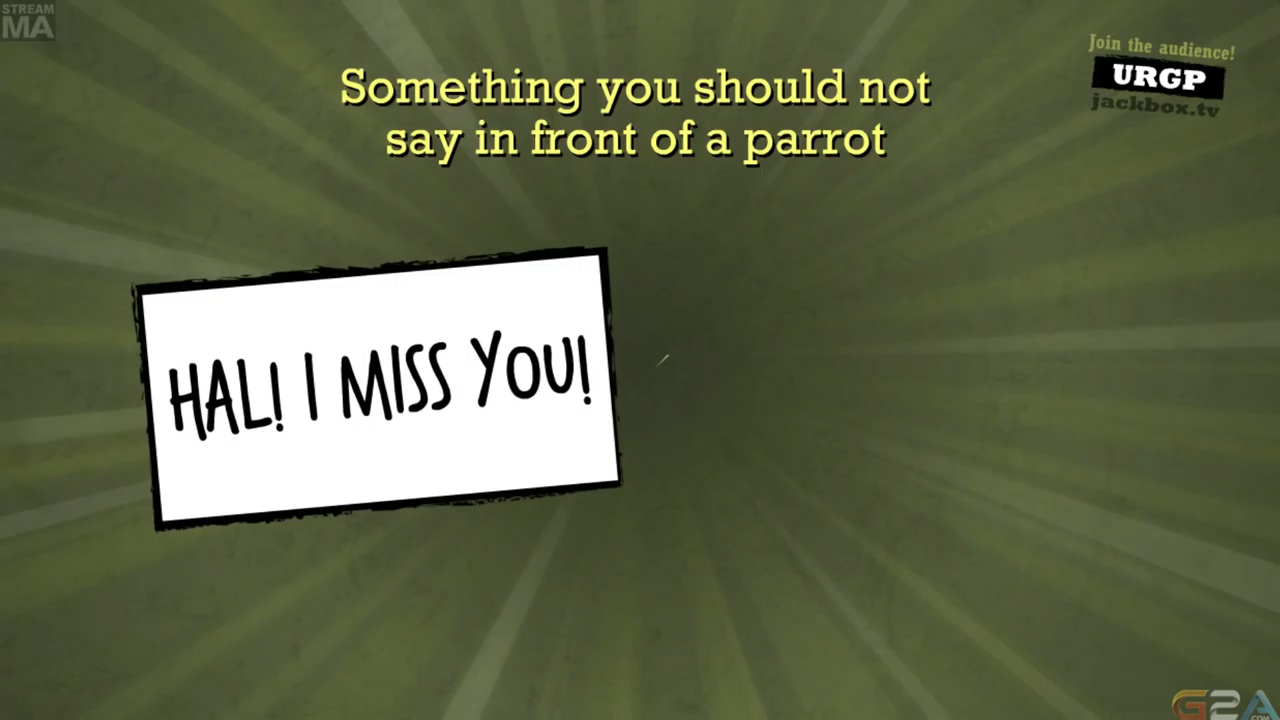 STREAM
MA
Join the audience!
URGP
jackbox.tv
Something you should not
say in front of a parrot
HAL! I MISS YOU!
G2A
.COM